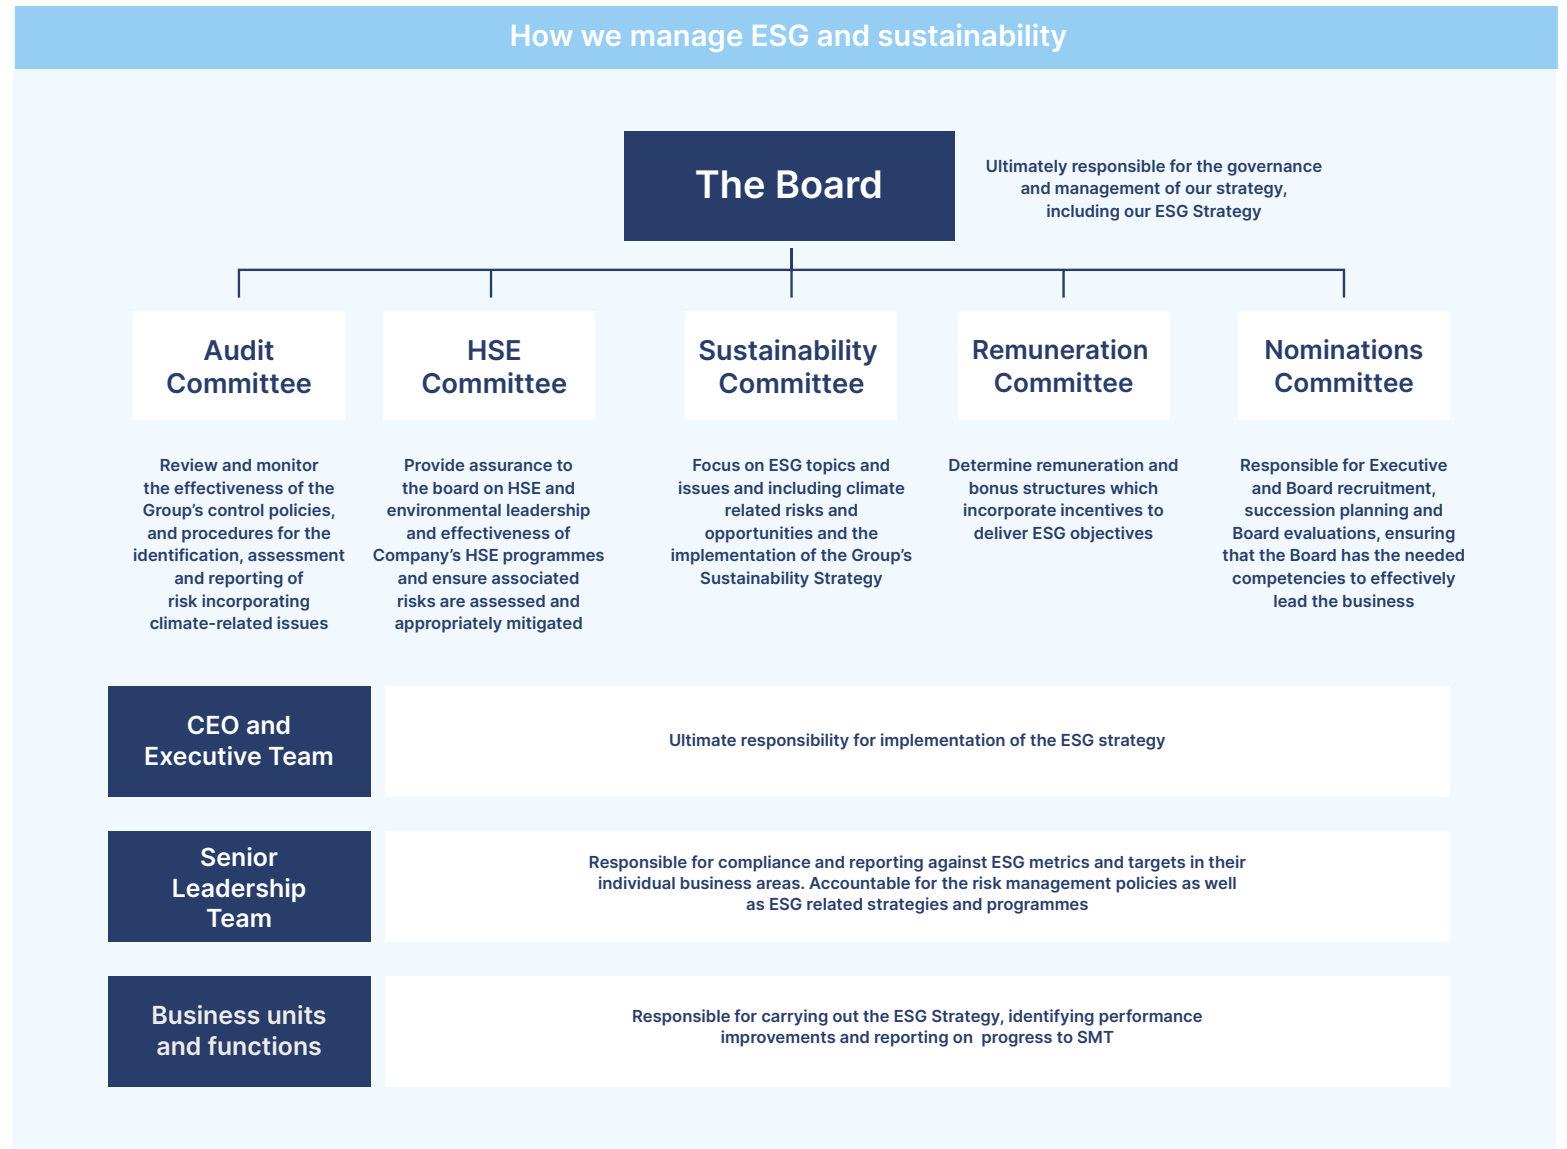 How we manage ESG and sustainability
The Board
Ultimately responsible for the governance
and management of our strategy,
including our ESG Strategy
Audit
Committee
Review and monitor
the effectiveness of the
Group’s control policies,
and procedures for the
identification, assessment
and reporting of
risk incorporating
climate-related issues
HSE
Committee
Provide assurance to
the board on HSE and
environmental leadership
and effectiveness of
Company’s HSE programmes
and ensure associated
risks are assessed and
appropriately mitigated
Sustainability
Committee
Focus on ESG topics and
issues and including climate
related risks and
opportunities and the
implementation of the Group’s
Sustainability Strategy
Remuneration
Committee
Determine remuneration and
bonus structures which
incorporate incentives to
deliver ESG objectives
Nominations
Committee
Responsible for Executive
and Board recruitment,
succession planning and
Board evaluations, ensuring
that the Board has the needed
competencies to effectively
lead the business
CEO and
Executive Team
Ultimate responsibility for implementation of the ESG strategy
Senior
Leadership
Team
Responsible for compliance and reporting against ESG metrics and targets in their
individual business areas. Accountable for the risk management policies as well
as ESG related strategies and programmes
Business units
and functions
Responsible for carrying out the ESG Strategy, identifying performance
improvements and reporting on  progress to SMT